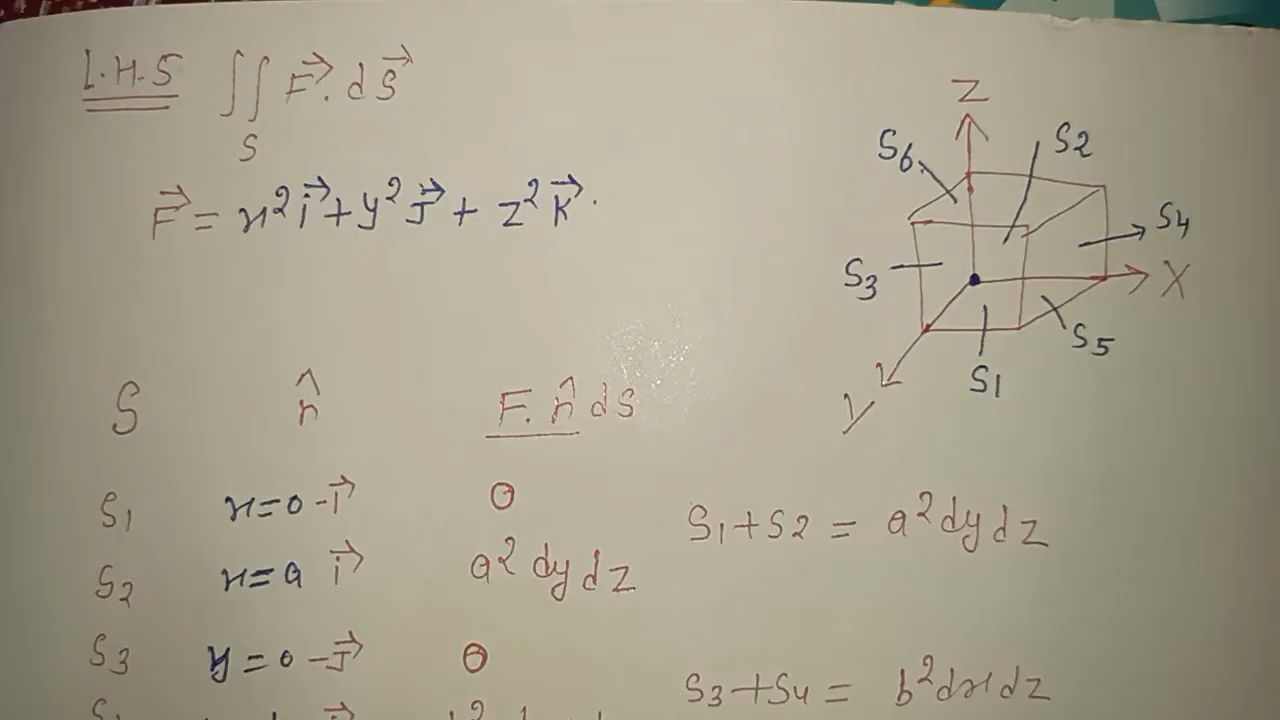 L.H.S ∬ F⃗. dS⃗
S
F⃗ = x² i⃗ + y² J⃗ + z² K⃗.
Z
S6
S2
S4
S3
X
S5
S1
Y
S n̂ F. n̂ ds
S1 x=0 -i⃗ 0
S1+S2 = a² dy dz
S2 x=a i⃗ a² dy dz
S3 y=0 -J⃗ 0
S3+S4 = b² dx dz